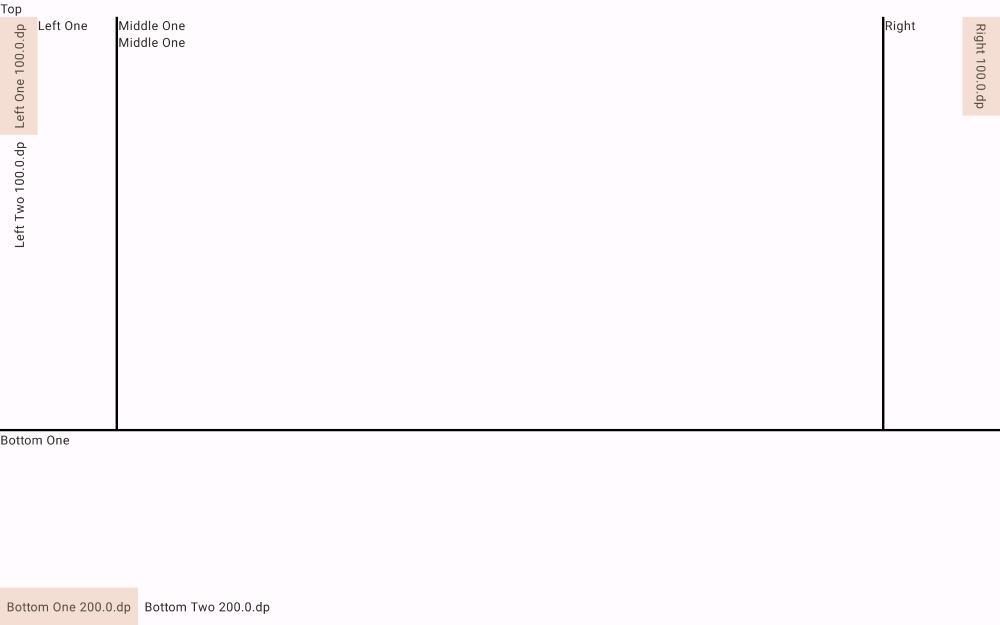 Top
Left One 100.0.dp
Left Two 100.0.dp
Left One
Middle One
Middle One
Right
Right 100.0.dp
Bottom One
Bottom One 200.0.dp
Bottom Two 200.0.dp